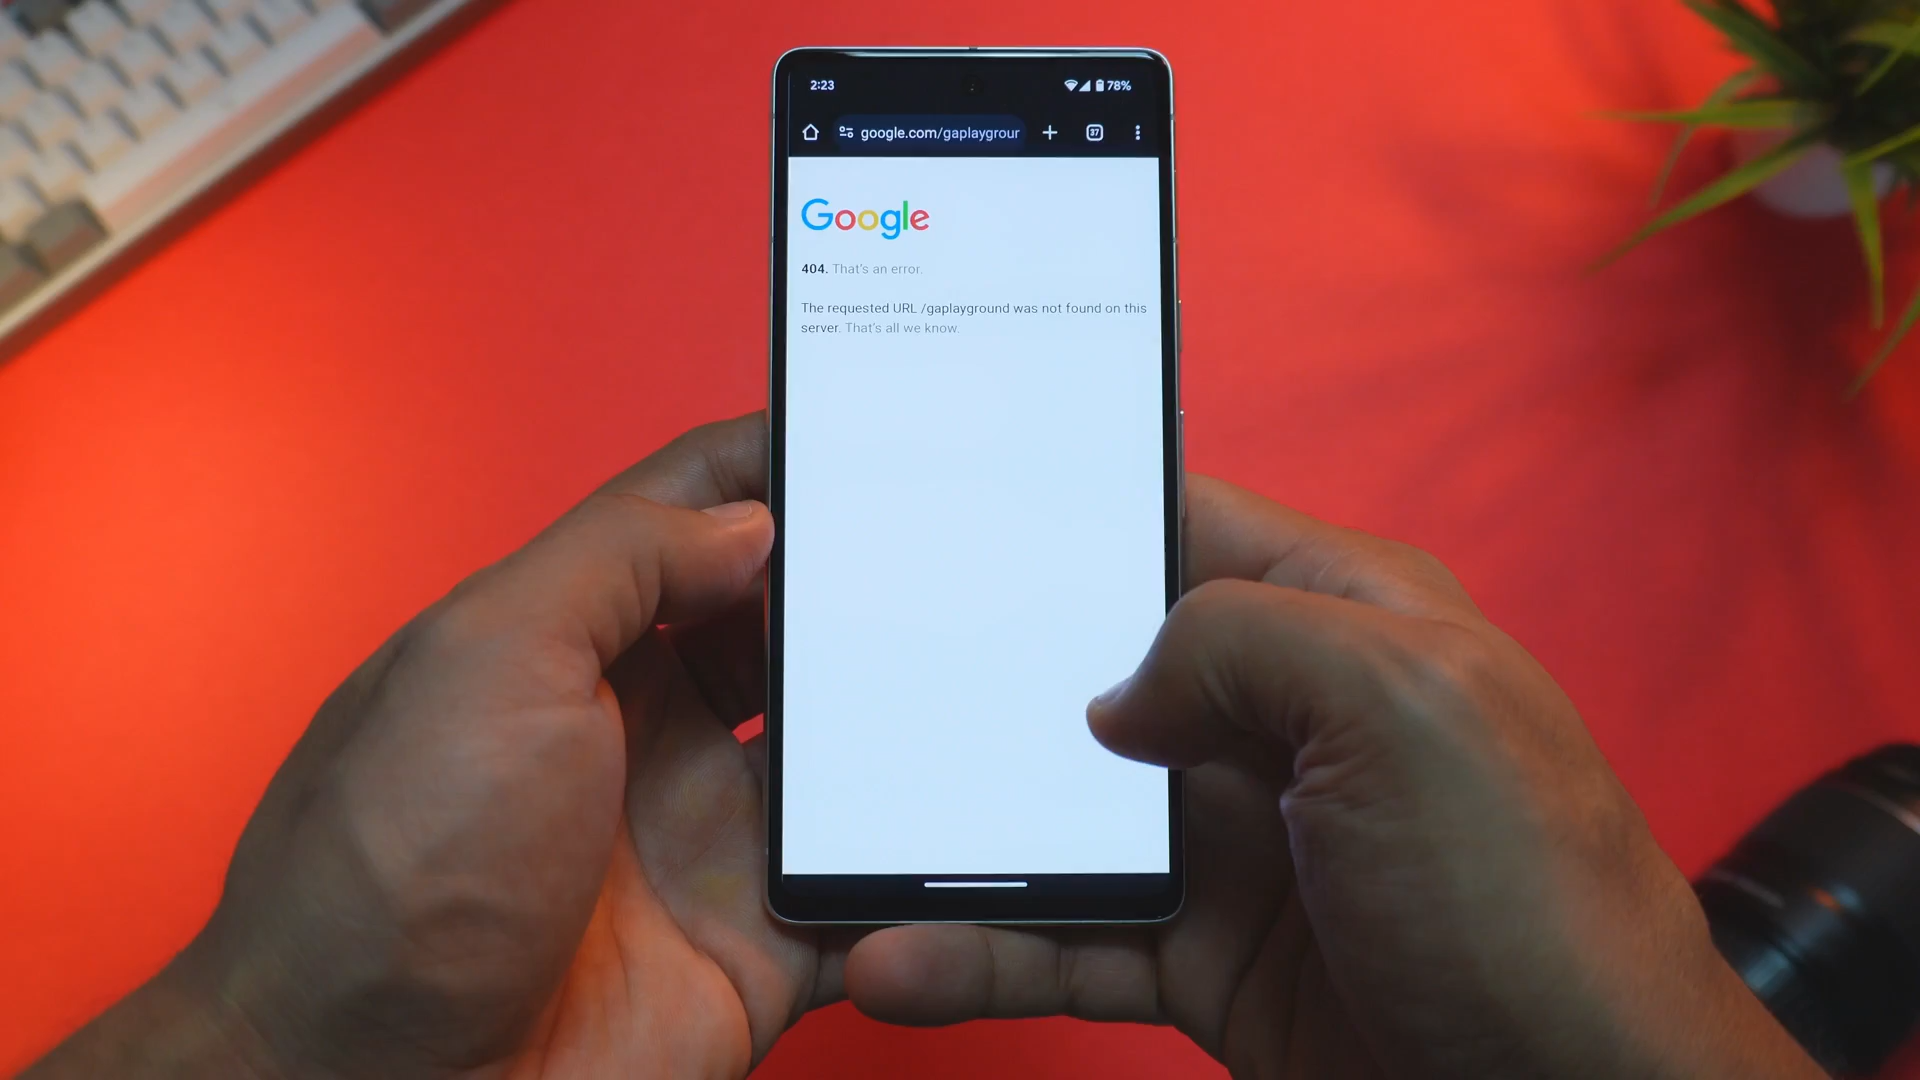 2:23
78%
google.com/gaplaygrour
37
Google
404. That's an error.
The requested URL /gaplayground was not found on this
server. That's all we know.